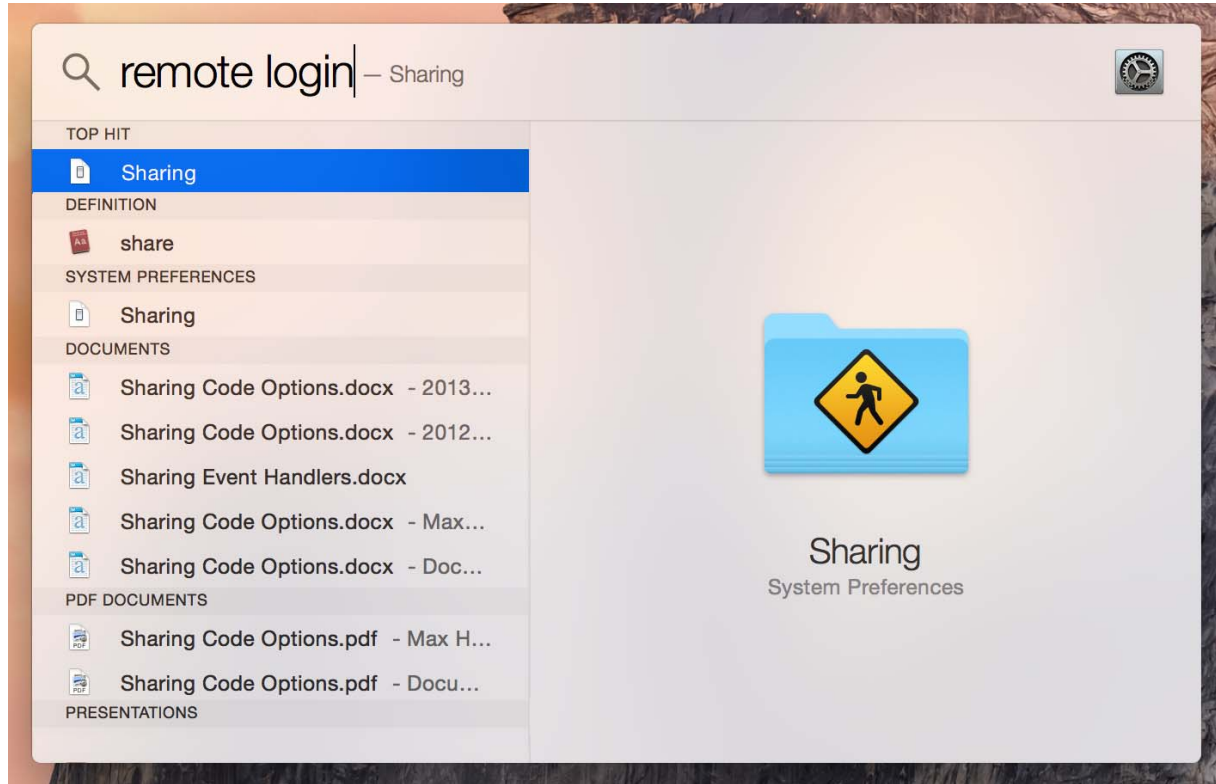 remote login — Sharing
TOP HIT
Sharing
DEFINITION
share
SYSTEM PREFERENCES
Sharing
DOCUMENTS
Sharing Code Options.docx - 2013...
Sharing Code Options.docx - 2012...
Sharing Event Handlers.docx
Sharing Code Options.docx - Max...
Sharing Code Options.docx - Doc...
PDF DOCUMENTS
Sharing Code Options.pdf - Max H...
Sharing Code Options.pdf - Docu...
PRESENTATIONS
Sharing
System Preferences